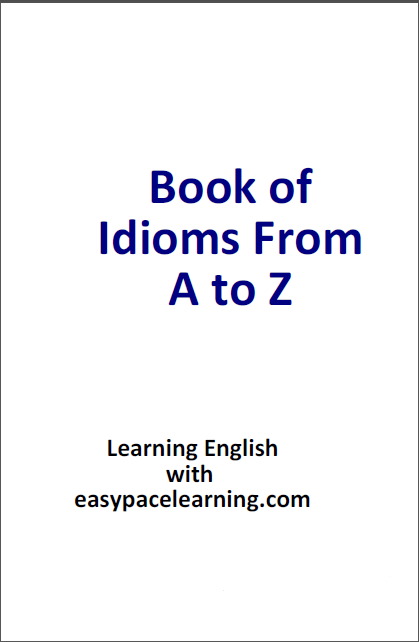 Book of
Idioms From
A to Z
Learning English
with
easypacelearning.com